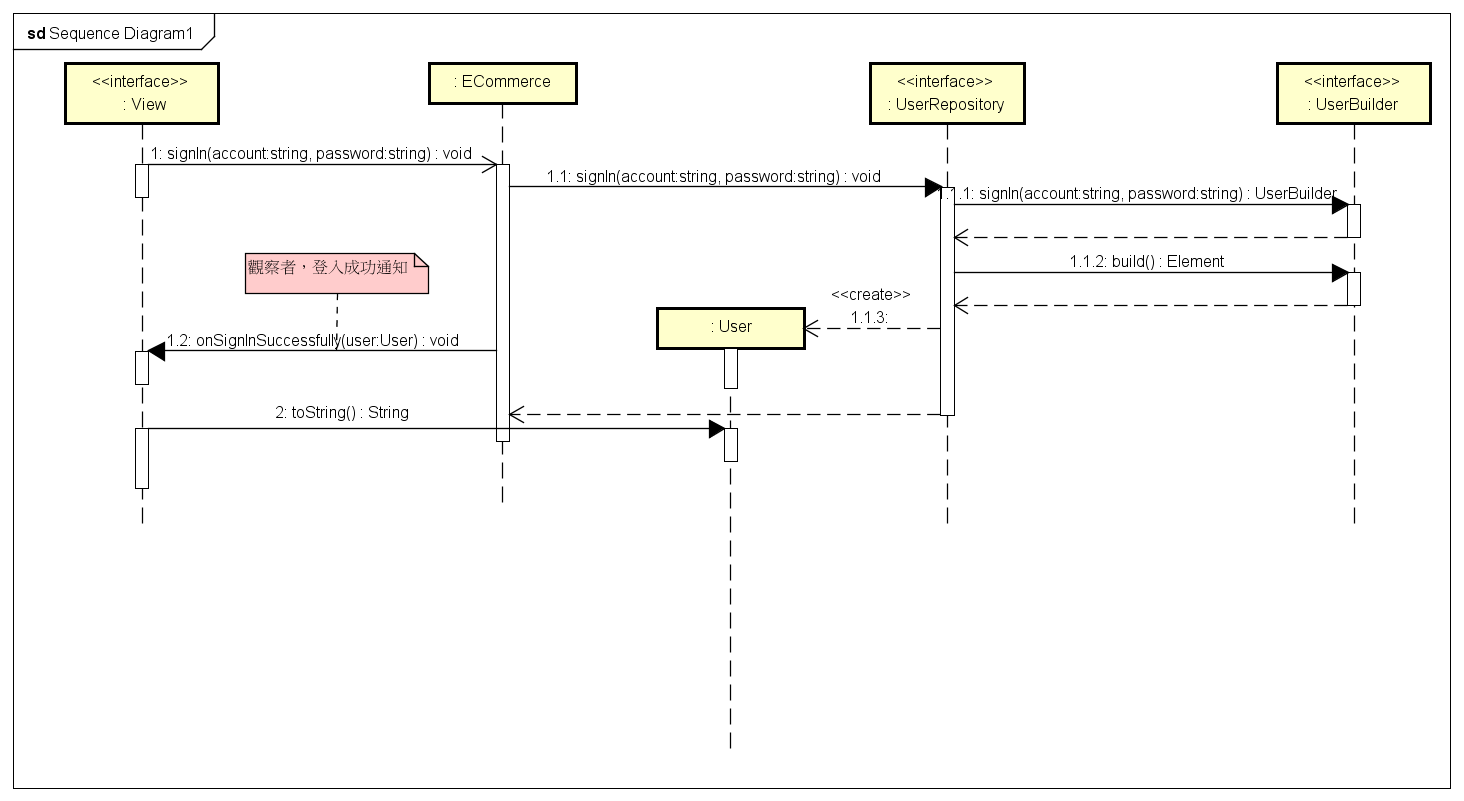 sd Sequence Diagram1
<<interface>>
: View
: ECommerce
<<interface>>
: UserRepository
<<interface>>
: UserBuilder
1: signIn(account:string, password:string) : void
1.1: signIn(account:string, password:string) : void
1.1.1: signIn(account:string, password:string) : UserBuilder
觀察者，登入成功通知
1.1.2: build() : Element
<<create>>
1.1.3:
: User
1.2: onSignInSuccessfully(user:User) : void
2: toString() : String